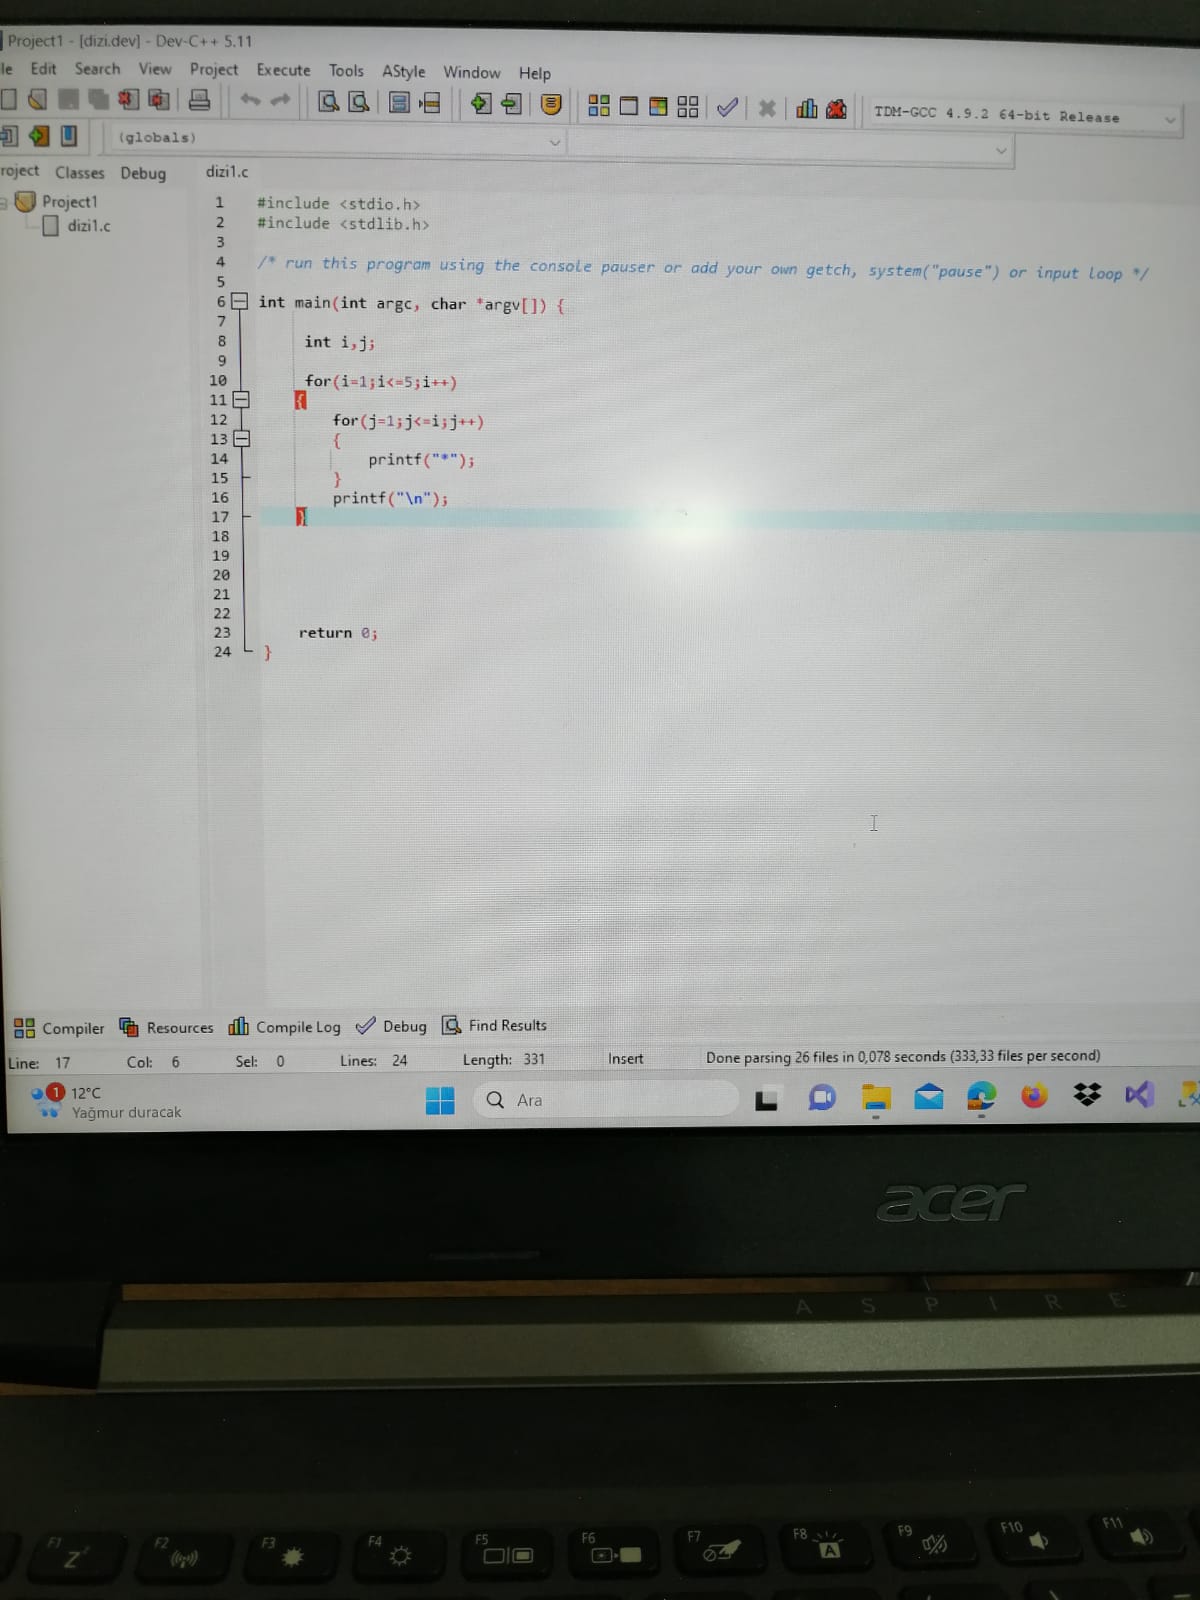 Project1 - [dizi.dev] - Dev-C++ 5.11
le Edit Search View Project Execute Tools AStyle Window Help
TDM-GCC 4.9.2 64-bit Release
(globals)
roject Classes Debug dizi1.c
Project1
dizi1.c
1 #include <stdio.h>
2 #include <stdlib.h>
3
4 /* run this program using the console pauser or add your own getch, system("pause") or input loop */
5
6 int main(int argc, char *argv[]) {
7
8 int i,j;
9
10 for(i=1;i<=5;i++)
11 {
12 for(j=1;j<=i;j++)
13 {
14 printf("*");
15 }
16 printf("\n");
17 }
18
19
20
21
22
23 return 0;
24 }
Compiler Resources Compile Log Debug Find Results
Line: 17 Col: 6 Sel: 0 Lines: 24 Length: 331 Insert Done parsing 26 files in 0,078 seconds (333,33 files per second)
1 12°C
Yağmur duracak
Ara
acer
ASPIRE
F1 F2 F3 F4 F5 F6 F7 F8 F9 F10 F11
Z A